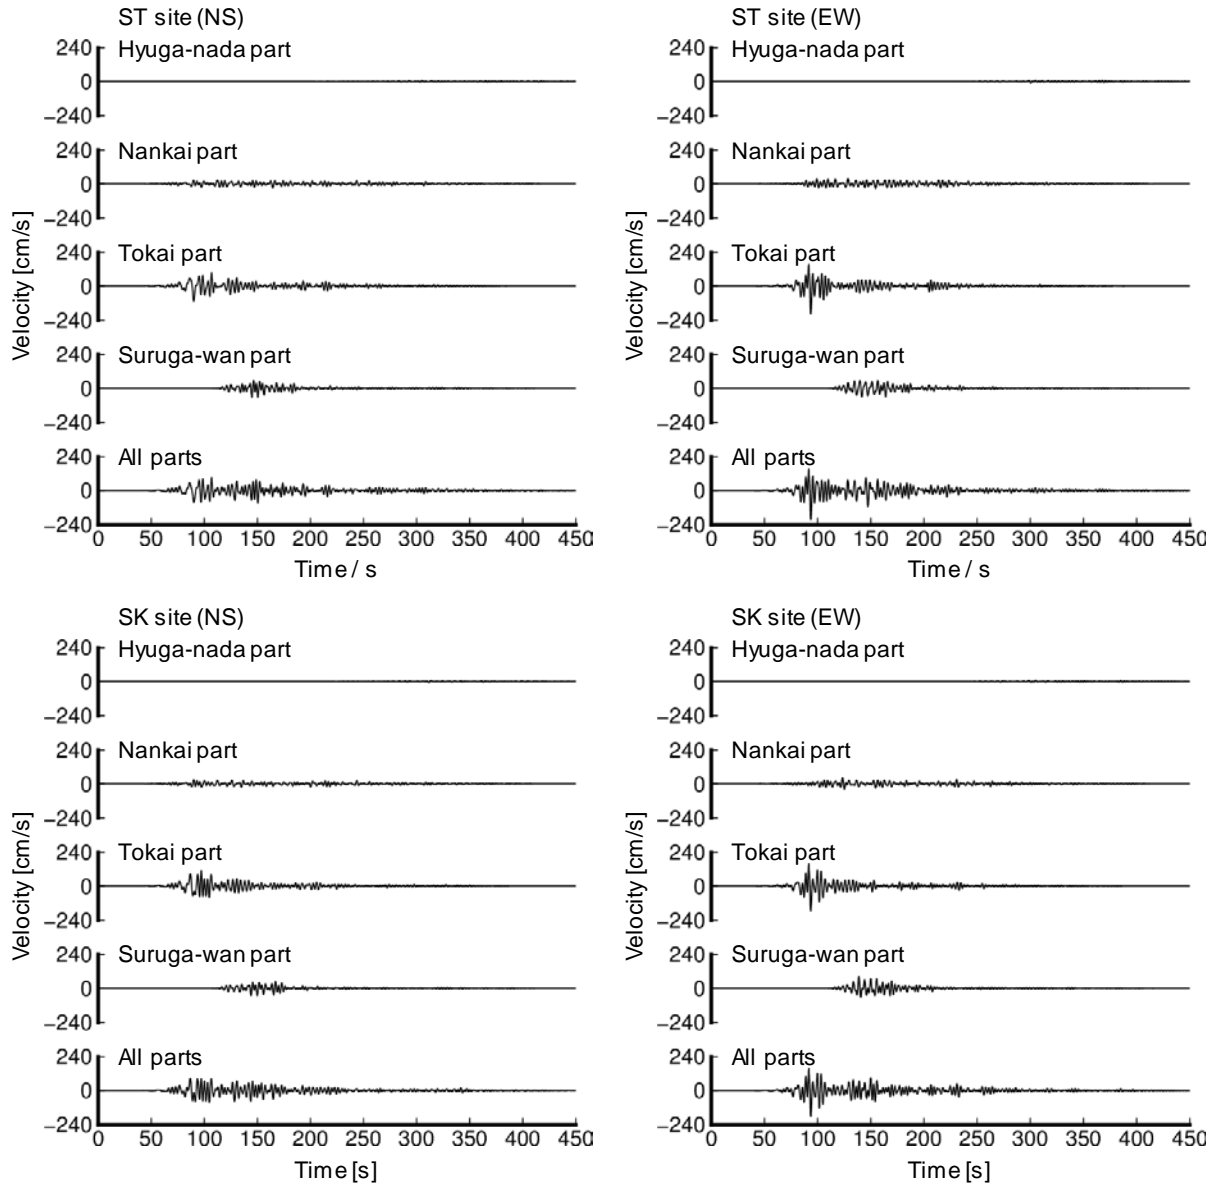 ST site (NS)
240
0
−240
Hyuga-nada part
240
0
−240
Nankai part
240
0
−240
Tokai part
240
0
−240
Suruga-wan part
240
0
−240
All parts
0 50 100 150 200 250 300 350 400 450
Time / s
Velocity [cm/s]
ST site (EW)
240
0
−240
Hyuga-nada part
240
0
−240
Nankai part
240
0
−240
Tokai part
240
0
−240
Suruga-wan part
240
0
−240
All parts
0 50 100 150 200 250 300 350 400 450
Time / s
Velocity [cm/s]
SK site (NS)
240
0
−240
Hyuga-nada part
240
0
−240
Nankai part
240
0
−240
Tokai part
240
0
−240
Suruga-wan part
240
0
−240
All parts
0 50 100 150 200 250 300 350 400 450
Time [s]
Velocity [cm/s]
SK site (EW)
240
0
−240
Hyuga-nada part
240
0
−240
Nankai part
240
0
−240
Tokai part
240
0
−240
Suruga-wan part
240
0
−240
All parts
0 50 100 150 200 250 300 350 400 450
Time [s]
Velocity [cm/s]